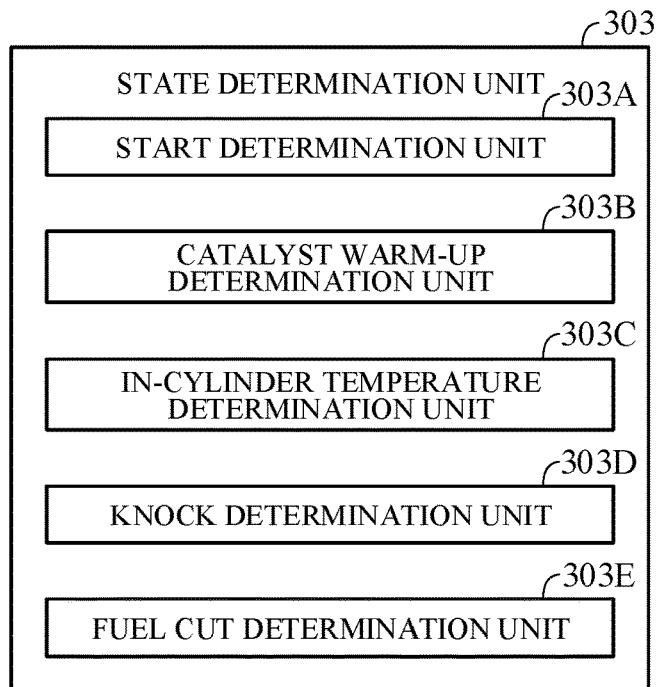 303
STATE DETERMINATION UNIT
303A
START DETERMINATION UNIT
303B
CATALYST WARM-UP
DETERMINATION UNIT
303C
IN-CYLINDER TEMPERATURE
DETERMINATION UNIT
303D
KNOCK DETERMINATION UNIT
303E
FUEL CUT DETERMINATION UNIT